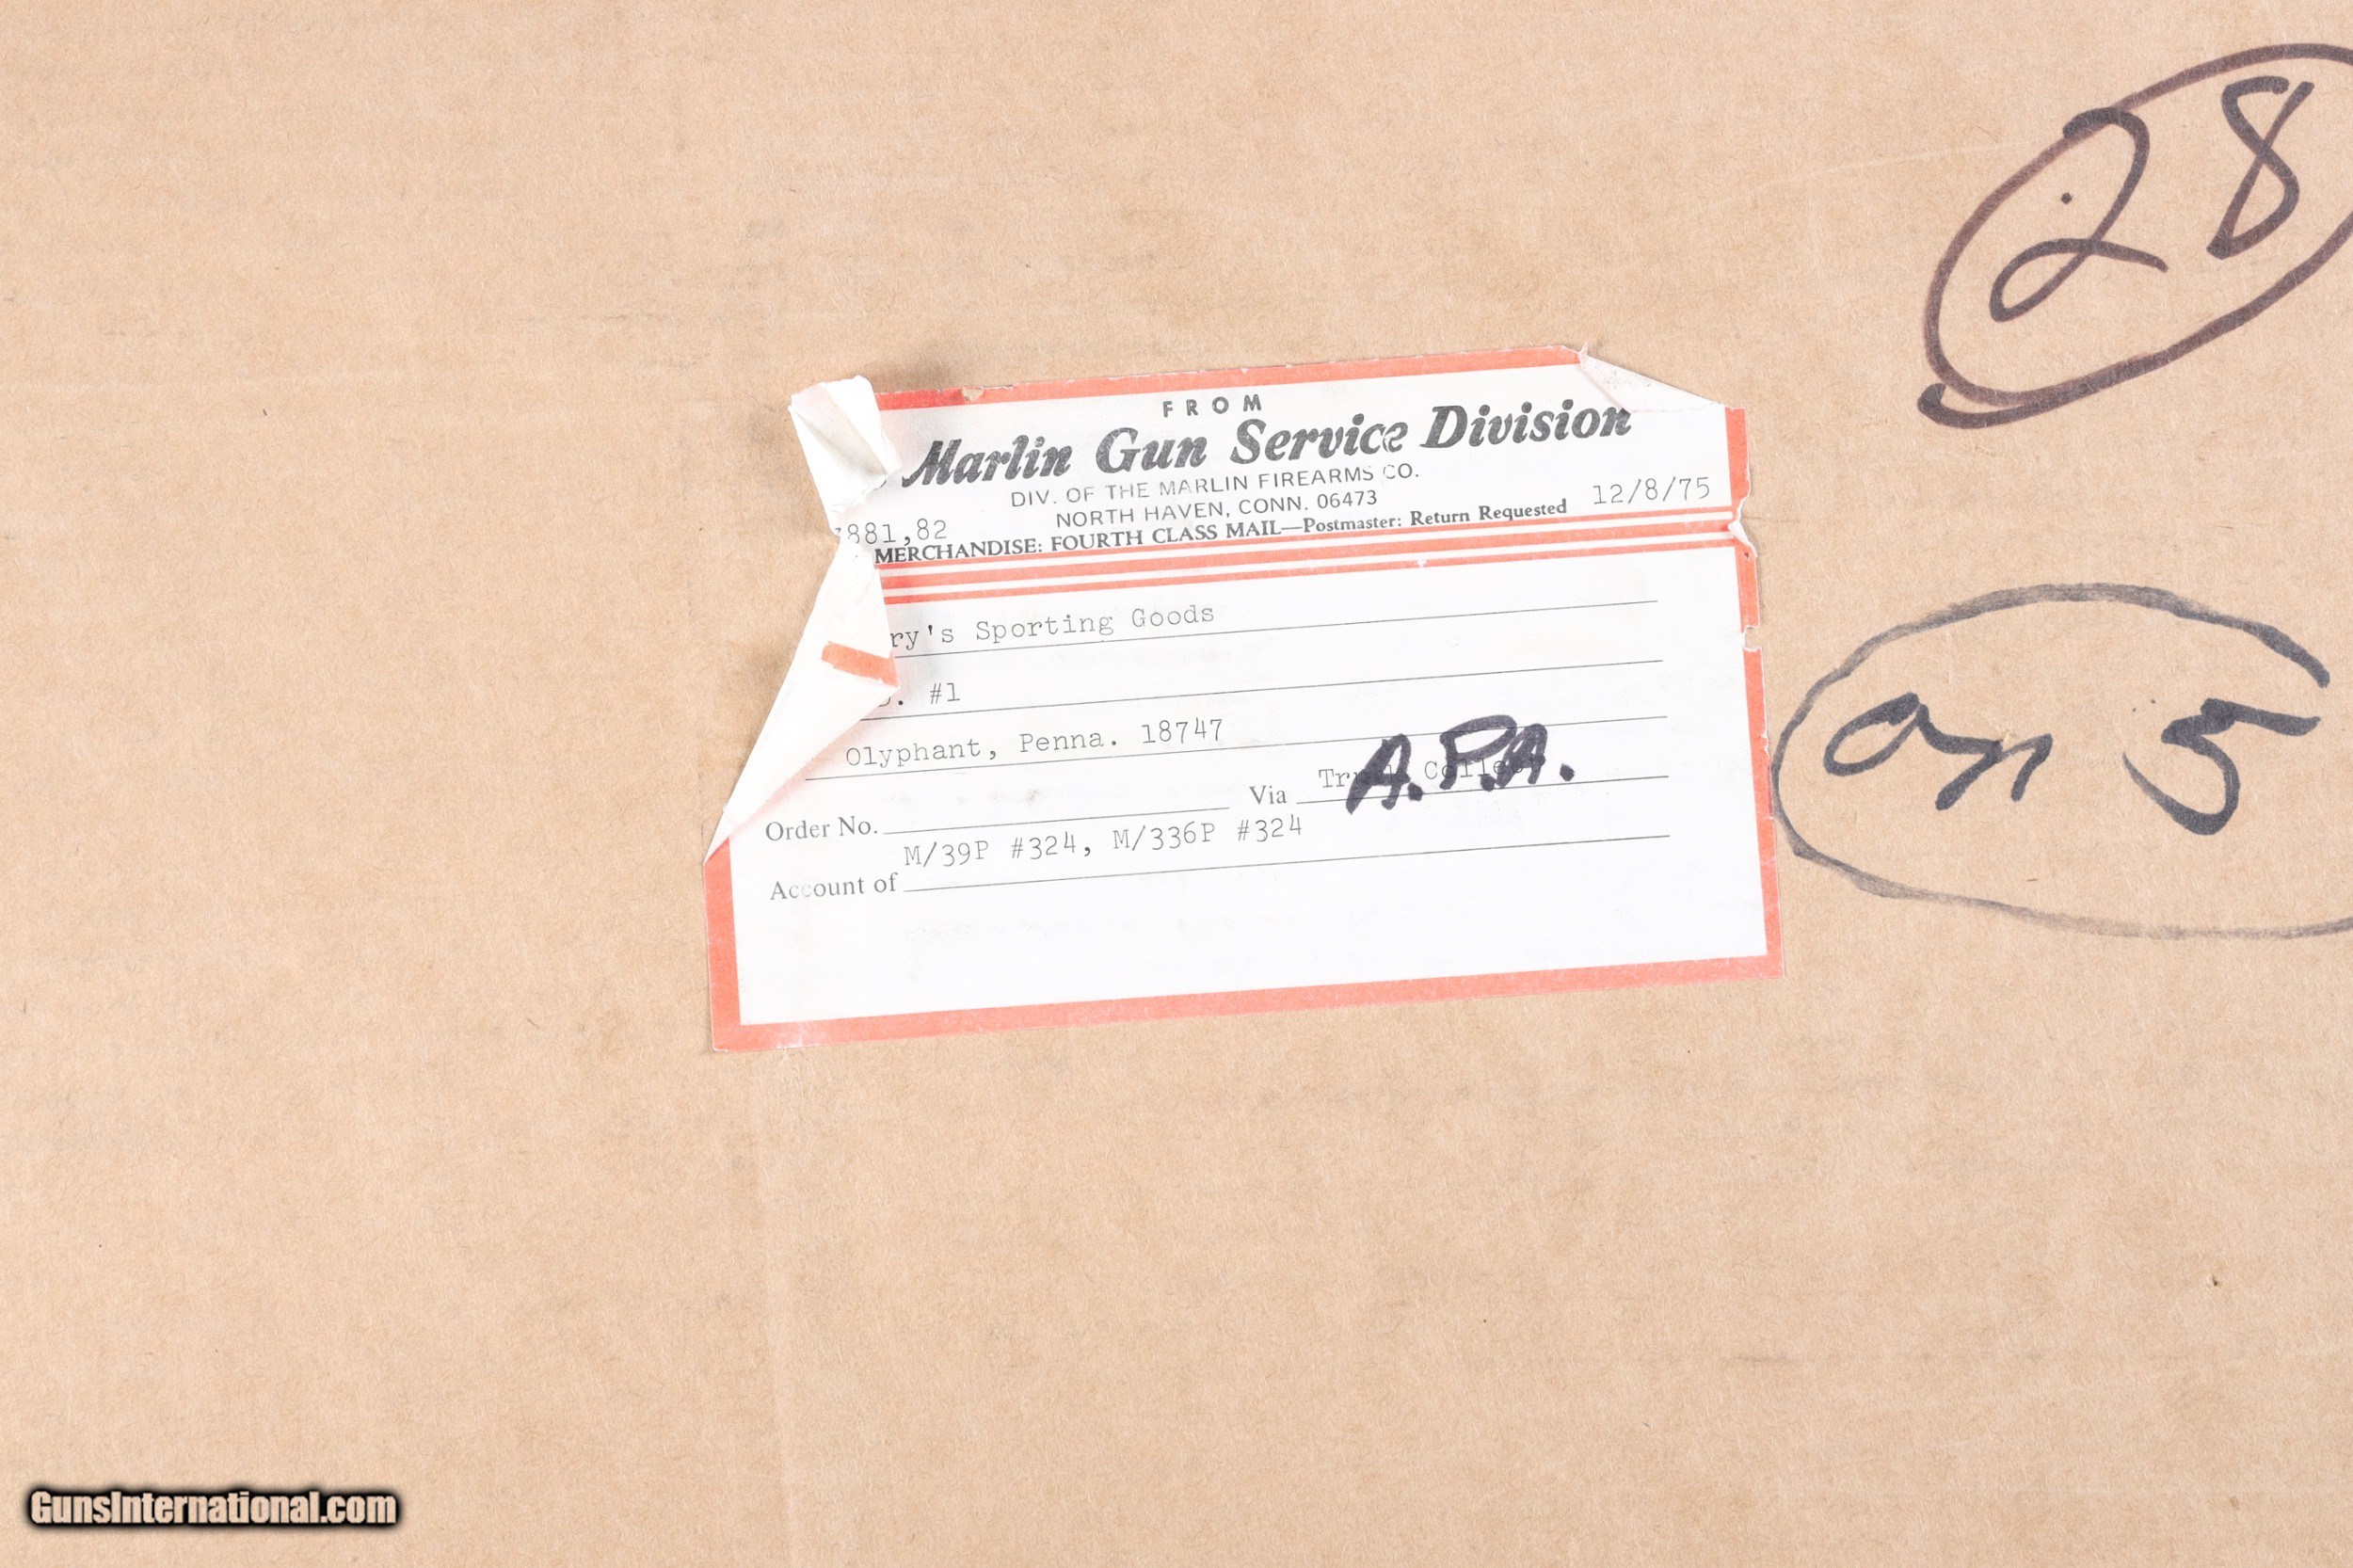 28
FROM
Marlin Gun Service Division
DIV. OF THE MARLIN FIREARMS CO.
NORTH HAVEN, CONN. 06473
881,82
12/8/75
MERCHANDISE: FOURTH CLASS MAIL—Postmaster: Return Requested
ry's Sporting Goods
. #1
Olyphant, Penna. 18747
Order No.
Via
A.P.A.
M/39P #324, M/336P #324
Account of
on 5
GunsInternational.com